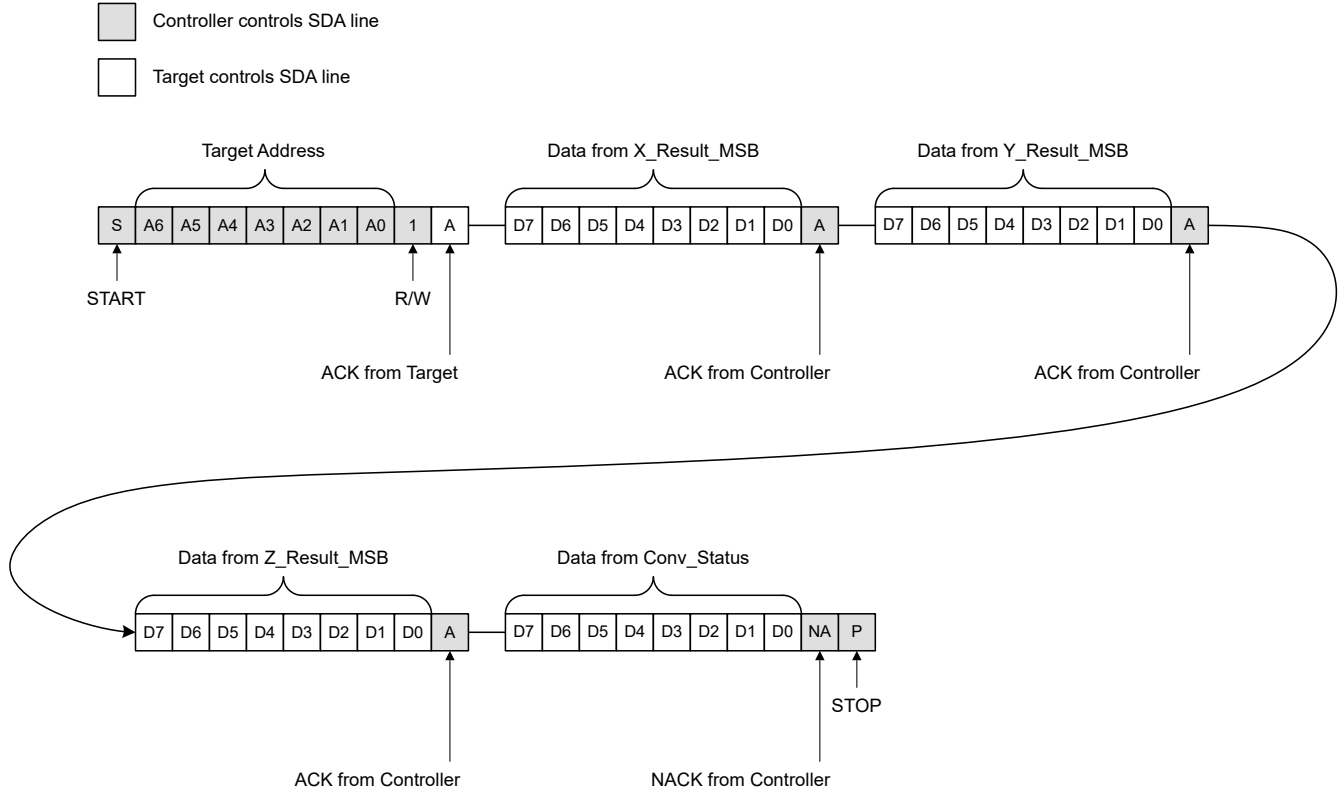 Controller controls SDA line
Target controls SDA line
Target Address
Data from X_Result_MSB
Data from Y_Result_MSB
S A6 A5 A4 A3 A2 A1 A0 1 A D7 D6 D5 D4 D3 D2 D1 D0 A D7 D6 D5 D4 D3 D2 D1 D0 A
START
R/W
ACK from Target
ACK from Controller
ACK from Controller
Data from Z_Result_MSB
Data from Conv_Status
D7 D6 D5 D4 D3 D2 D1 D0 A D7 D6 D5 D4 D3 D2 D1 D0 NA P
STOP
ACK from Controller
NACK from Controller